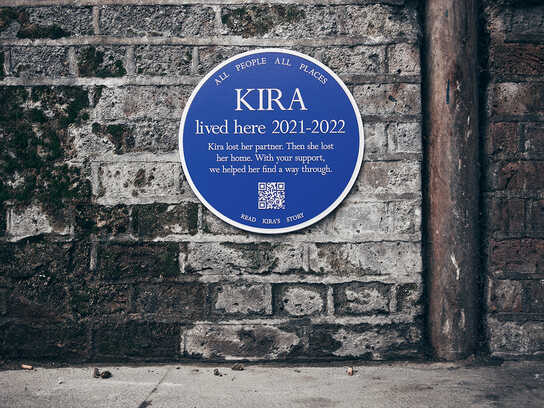 ALL PEOPLE ALL PLACES
KIRA
lived here 2021-2022
Kira lost her partner. Then she lost
her home. With your support,
we helped her find a way through.
READ KIRA'S STORY